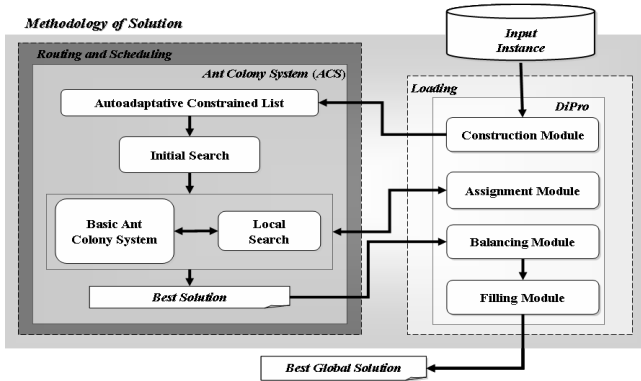 Methodology of Solution
Input
Instance
Routing and Scheduling
Ant Colony System (ACS)
Autoadaptative Constrained List
Initial Search
Basic Ant
Colony System
Local
Search
Best Solution
Loading
DiPro
Construction Module
Assignment Module
Balancing Module
Filling Module
Best Global Solution